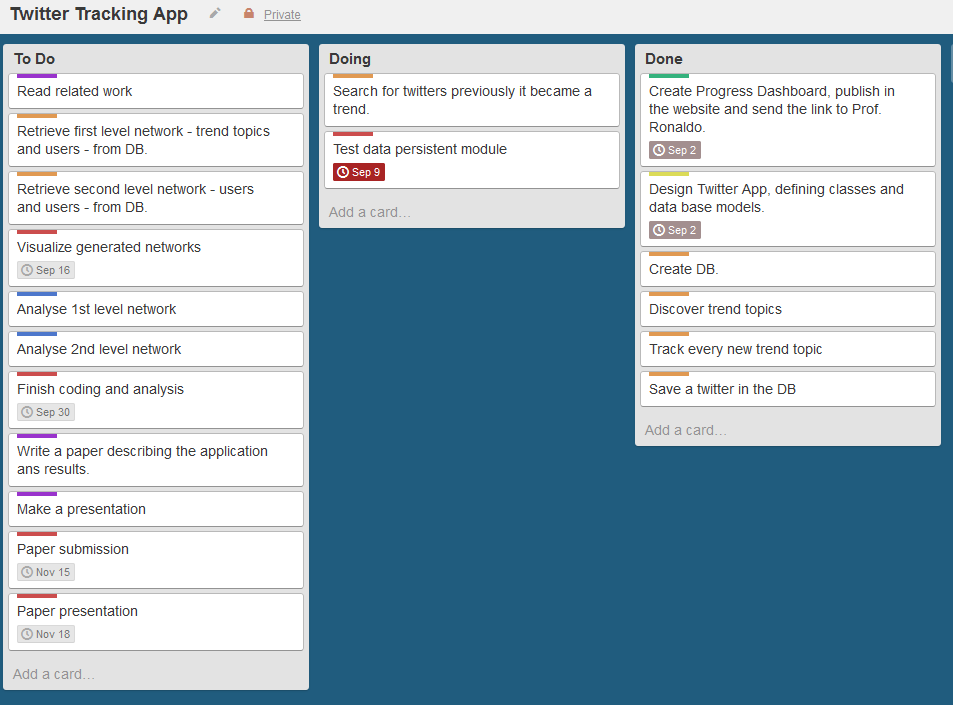 Twitter Tracking App
Private
To Do
Read related work
Retrieve first level network - trend topics
and users - from DB.
Retrieve second level network - users
and users - from DB.
Visualize generated networks
Sep 16
Analyse 1st level network
Analyse 2nd level network
Finish coding and analysis
Sep 30
Write a paper describing the application
ans results.
Make a presentation
Paper submission
Nov 15
Paper presentation
Nov 18
Add a card…
Doing
Search for twitters previously it became a
trend.
Test data persistent module
Sep 9
Add a card…
Done
Create Progress Dashboard, publish in
the website and send the link to Prof.
Ronaldo.
Sep 2
Design Twitter App, defining classes and
data base models.
Sep 2
Create DB.
Discover trend topics
Track every new trend topic
Save a twitter in the DB
Add a card…